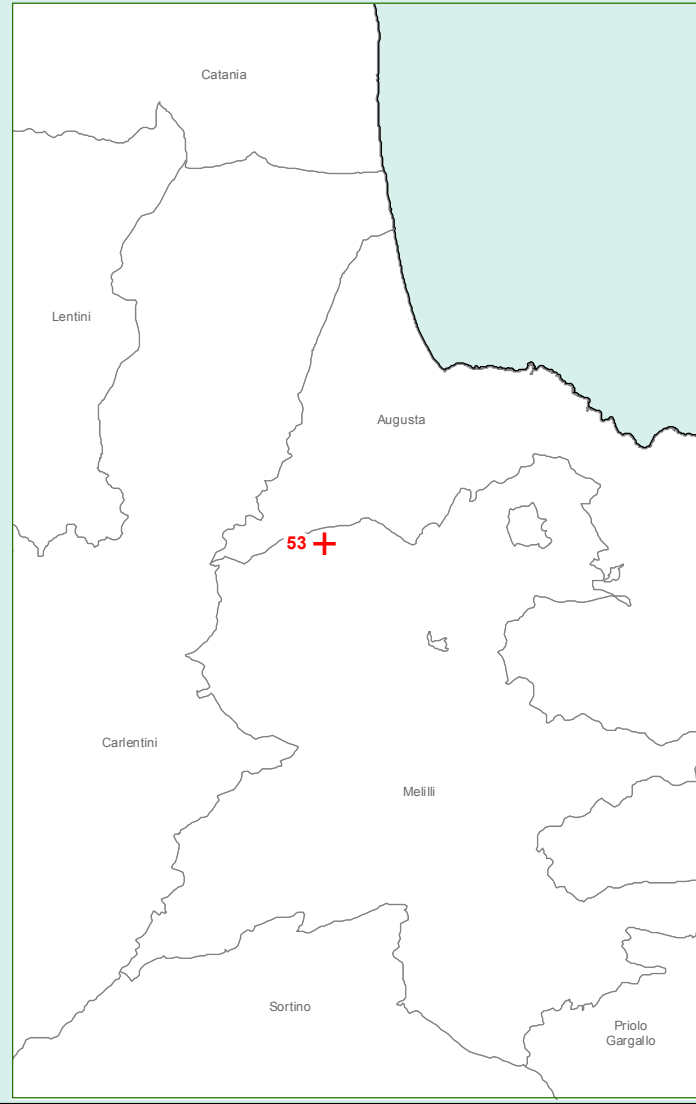 Catania
Lentini
Augusta
53
Carlentini
Melilli
Sortino
Priolo
Gargallo